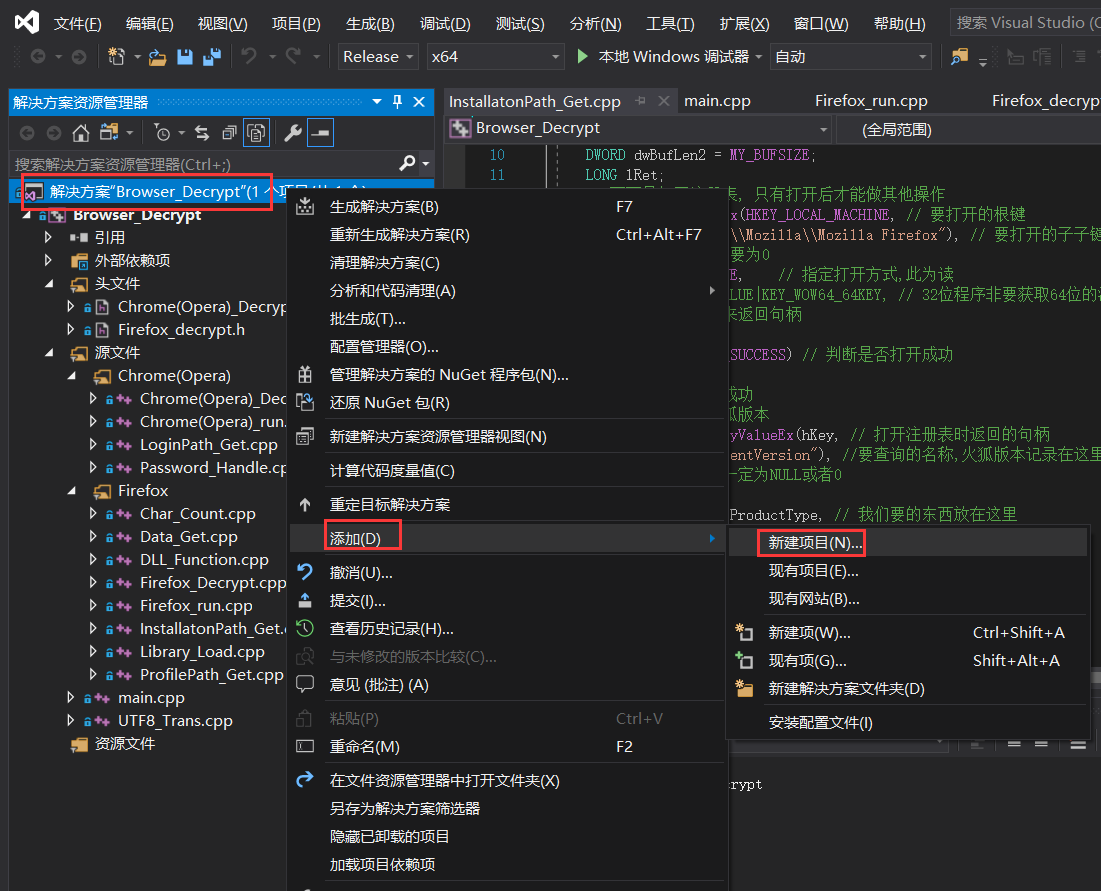 文件(F) 编辑(E) 视图(V) 项目(P) 生成(B) 调试(D) 测试(S) 分析(N) 工具(T) 扩展(X) 窗口(W) 帮助(H) 搜索 Visual Studio
Release x64 本地 Windows 调试器 自动
解决方案资源管理器
搜索解决方案资源管理器(Ctrl+;)
解决方案"Browser_Decrypt"(1
Browser_Decrypt
引用
外部依赖项
头文件
Chrome(Opera)_Decryp
Firefox_decrypt.h
源文件
Chrome(Opera)
Chrome(Opera)_Dec
Chrome(Opera)_run.
LoginPath_Get.cpp
Password_Handle.cp
Firefox
Char_Count.cpp
Data_Get.cpp
DLL_Function.cpp
Firefox_Decrypt.cpp
Firefox_run.cpp
InstallatonPath_Get.
Library_Load.cpp
ProfilePath_Get.cpp
main.cpp
UTF8_Trans.cpp
资源文件
生成解决方案(B) F7
重新生成解决方案(R) Ctrl+Alt+F7
清理解决方案(C)
分析和代码清理(A)
批生成(T)...
配置管理器(O)...
管理解决方案的 NuGet 程序包(N)...
还原 NuGet 包(R)
新建解决方案资源管理器视图(N)
计算代码度量值(C)
重定目标解决方案
添加(D)
撤消(U)...
提交(I)...
查看历史记录(H)...
与未修改的版本比较(C)...
意见 (批注) (A)
粘贴(P) Ctrl+V
重命名(M) F2
在文件资源管理器中打开文件夹(X)
另存为解决方案筛选器
隐藏已卸载的项目
加载项目依赖项
InstallatonPath_Get.cpp main.cpp Firefox_run.cpp Firefox_decryp
Browser_Decrypt (全局范围)
10 DWORD dwBufLen2 = MY_BUFSIZE;
11 LONG lRet;
表, 只有打开后才能做其他操作
x(HKEY_LOCAL_MACHINE, // 要打开的根键
\\Mozilla\\Mozilla Firefox"), // 要打开的子子键
要为0
E, // 指定打开方式,此为读
LUE|KEY_WOW64_64KEY, // 32位程序非要获取64位的
来返回句柄
SUCCESS) // 判断是否打开成功
成功
狐版本
yValueEx(hKey, // 打开注册表时返回的句柄
entVersion"), //要查询的名称,火狐版本记录在这里
一定为NULL或者0
ProductType, // 我们要的东西放在这里
新建项目(N)...
现有项目(E)...
现有网站(B)...
新建项(W)... Ctrl+Shift+A
现有项(G)... Shift+Alt+A
新建解决方案文件夹(D)
安装配置文件(I)
crypt